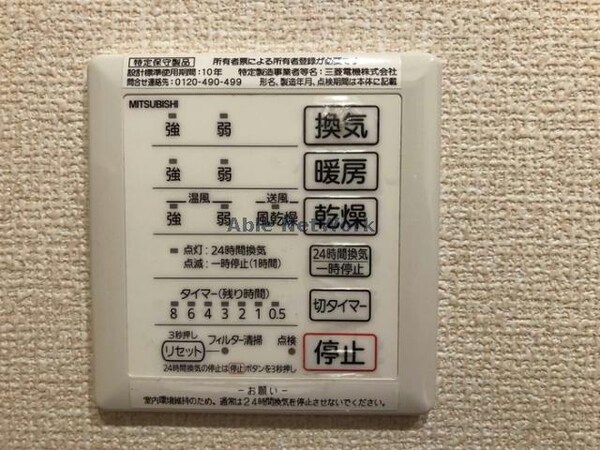 特定保守製品 所有者票による所有者登録が必要です
設計標準使用期間:10年 特定製造事業者等名:三菱電機株式会社
問合せ連絡先:0120-490-499 形名、製造年月、点検期間は本体に記載
MITSUBISHI
強 弱 換気
強 弱 暖房
温風 送風
強 弱 風乾燥 乾燥
Able Network
点灯:24時間換気
点滅:一時停止(1時間)
24時間換気
一時停止
タイマー(残り時間)
8 6 4 3 2 1 0.5
切タイマー
3秒押し
リセット フィルター清掃 点検
停止
24時間換気の停止は停止ボタンを3秒押し
-お願い-
室内環境維持のため、通常は24時間換気を停止させないでください。